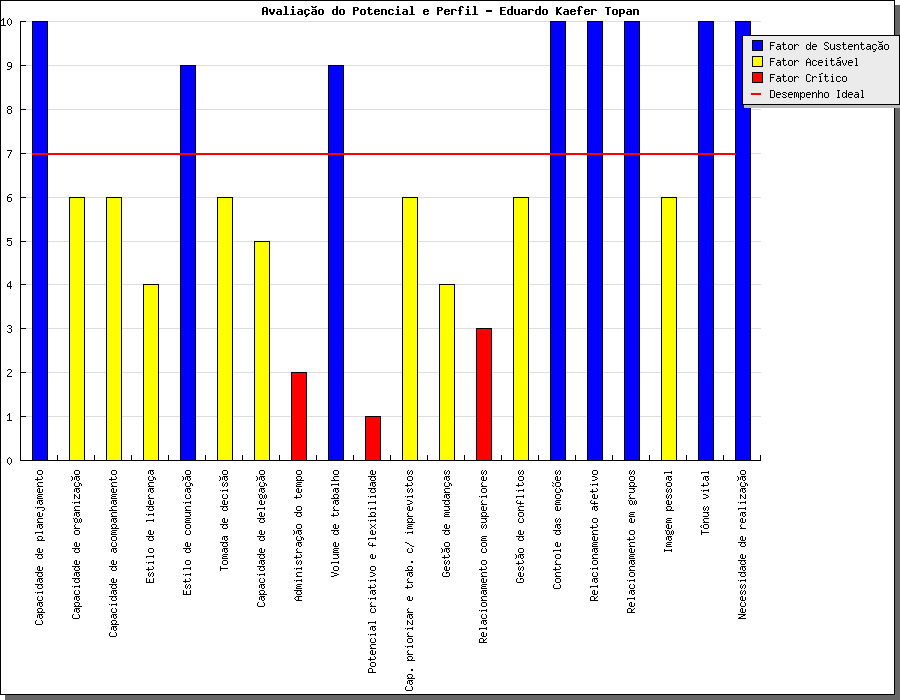 Avaliação do Potencial e Perfil - Eduardo Kaefer Topan
Fator de Sustentação
Fator Aceitável
Fator Crítico
Desempenho Ideal
10
9
8
7
6
5
4
3
2
1
0
Capacidade de planejamento
Capacidade de organização
Capacidade de acompanhamento
Estilo de liderança
Estilo de comunicação
Tomada de decisão
Capacidade de delegação
Administração do tempo
Volume de trabalho
Potencial criativo e flexibilidade
Cap. priorizar e trab. c/ imprevistos
Gestão de mudanças
Relacionamento com superiores
Gestão de conflitos
Controle das emoções
Relacionamento afetivo
Relacionamento em grupos
Imagem pessoal
Tônus vital
Necessidade de realização